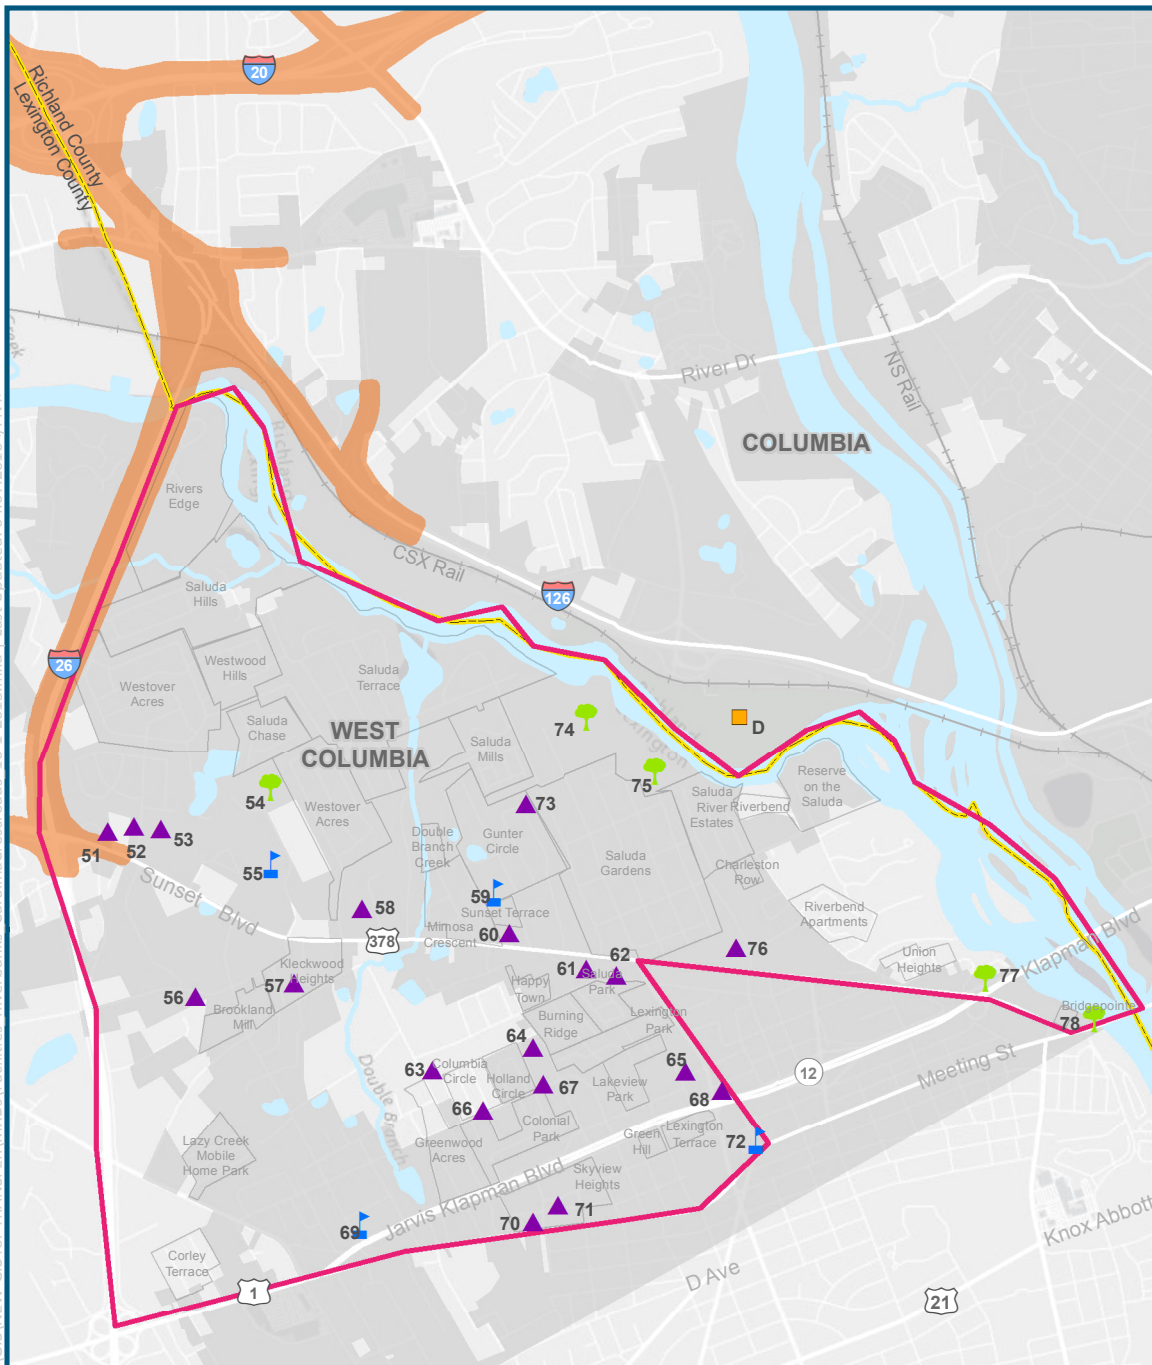 20
Richland County
Lexington County
Creek
River Dr
NS Rail
COLUMBIA
Richland
Rivers
Edge
CSX Rail
Saluda
Hills
126
26
Westwood
Hills
Saluda
Terrace
Westover
Acres
Saluda
Chase
WEST
COLUMBIA
Saluda
Mills
74
D
Lexington
75
54
Westover
Acres
73
Saluda
River
Estates
Riverbend
Reserve
on the
Saluda
51
52
53
Double
Branch
Creek
Gunter
Circle
Saluda
Gardens
Charleston
Row
55
Sunset Blvd
58
59
Sunset Terrace
Mimosa
Crescent
60
378
Riverbend
Apartments
Klapman Blvd
62
76
Union
Heights
77
Kleckwood
Heights
61
Saluda
Park
Happy
Town
56
57
Brookland
Mill
Burning
Ridge
Lexington
Park
Bridgepointe
78
64
Meeting St
12
63
Columbia
Circle
Holland
Circle
67
Lakeview
Park
65
68
66
Double Branch
Colonial
Park
Greenwood
Acres
Green
Hill
Lexington
Terrace
72
Lazy Creek
Mobile
Home Park
Jarvis Klapman Blvd
Skyview
Heights
71
70
69
Knox Abbott
Corley
Terrace
D Ave
1
21